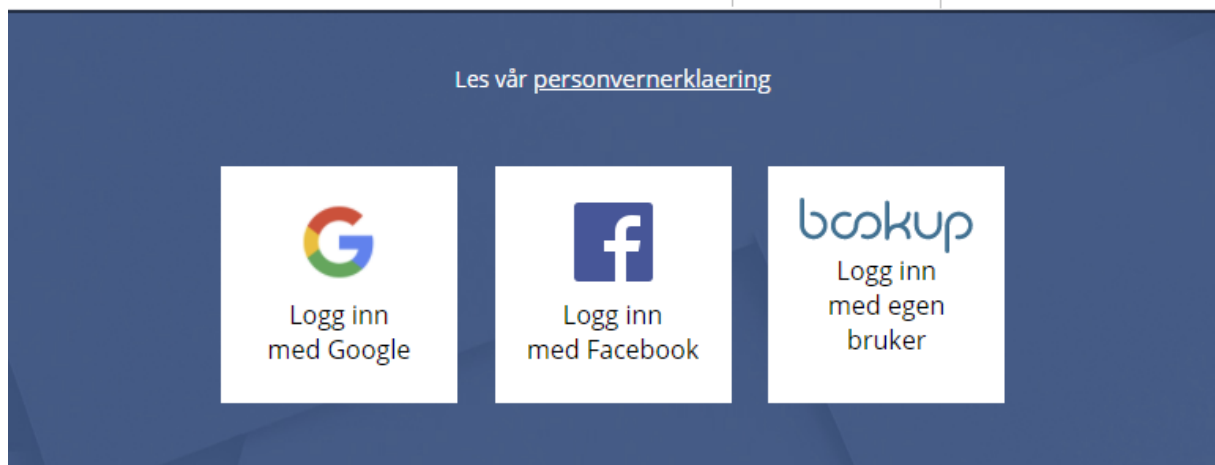 Les vår personvernerklaering
Logg inn
med Google
Logg inn
med Facebook
bookup
Logg inn
med egen
bruker